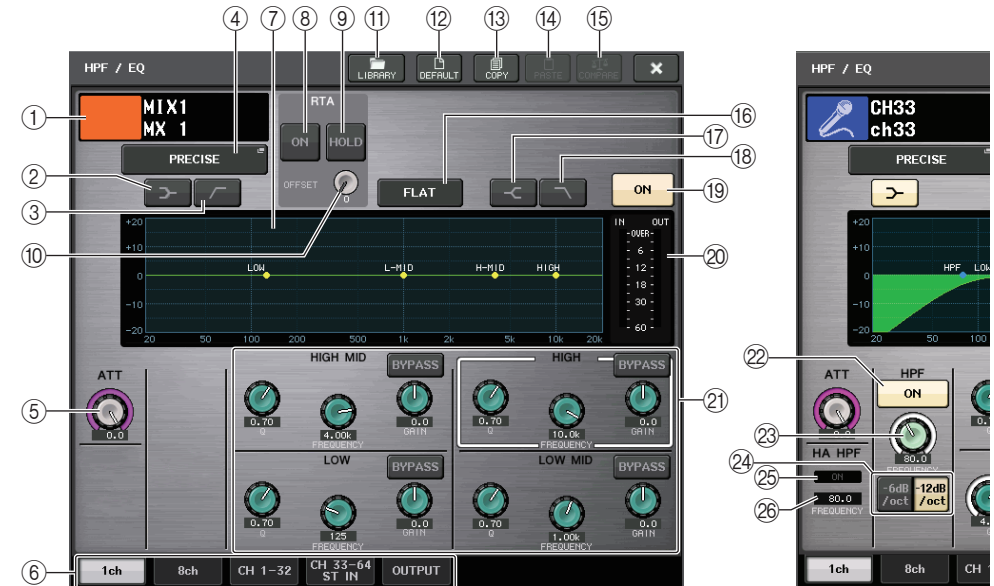 ④ ⑦ ⑧ ⑨ ⑪ ⑫ ⑬ ⑭ ⑮
HPF / EQ
LIBRARY DEFAULT COPY PASTE COMPARE
HPF / EQ
①
MIX1
MX 1
RTA
CH33
ch33
ON HOLD
PRECISE
PRECISE
②
③
OFFSET
0
FLAT
ON
⑯
⑰
⑱
⑲
⑩
+20
+10
0
-10
-20
LOW L-MID H-MID HIGH
20 50 100 200 500 1k 2k 5k 10k 20k
IN OUT
-OVER-
6
12
18
30
60
⑳
+20
+10
0
-10
-20
HPF LOW
20 50 100
ATT
⑤
0.0
HIGH MID BYPASS
0.70
Q
4.00k
FREQUENCY
0.0
GAIN
HIGH BYPASS
0.70
Q
10.0k
FREQUENCY
0.0
GAIN
㉑
LOW BYPASS
0.70
Q
125
FREQUENCY
0.0
GAIN
LOW MID BYPASS
0.70
Q
1.00k
FREQUENCY
0.0
GAIN
㉒
ATT
0.0
HPF
ON
㉓
80.0
FREQUENCY
㉔
HA HPF
㉕
ON
㉖
80.0
FREQUENCY
-6dB
/oct
-12dB
/oct
⑥
1ch 8ch CH 1-32 CH 33-64
ST IN OUTPUT
1ch 8ch